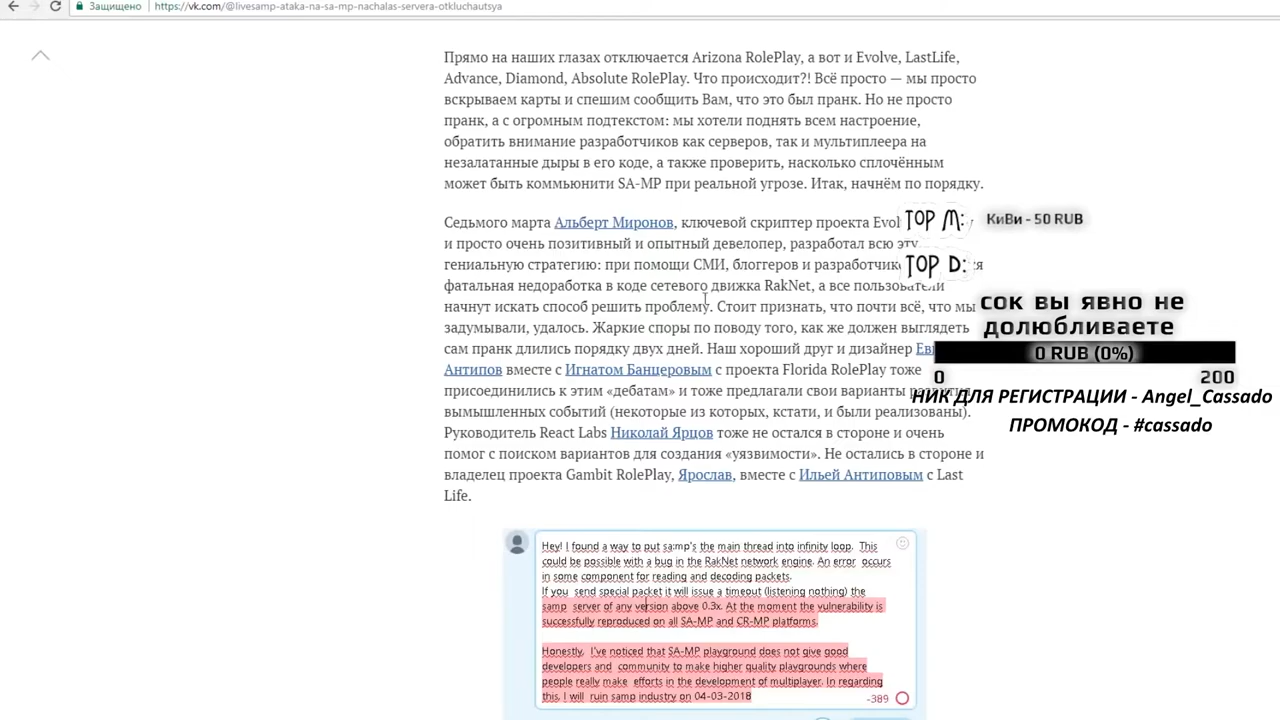 Защищено
https://vk.com/@livesamp-ataka-na-sa-mp-nachalas-servera-otkluchautsya
Прямо на наших глазах отключается Arizona RolePlay, а вот и Evolve, LastLife,
Advance, Diamond, Absolute RolePlay. Что происходит?! Всё просто — мы просто
вскрываем карты и спешим сообщить Вам, что это был пранк. Но не просто
пранк, а с огромным подтекстом: мы хотели поднять всем настроение,
обратить внимание разработчиков как серверов, так и мультиплеера на
незалатанные дыры в его коде, а также проверить, насколько сплочённым
может быть коммьюнити SA-MP при реальной угрозе. Итак, начнём по порядку.
Седьмого марта Альберт Миронов, ключевой скриптер проекта
и просто очень позитивный и опытный девелопер, разработал всю эту
гениальную стратегию: при помощи СМИ, блоггеров и
фатальная недоработка в коде сетевого движка RakNet, а все пользователи
начнут искать способ решить проблему. Стоит признать, что почти всё, что мы
задумывали, удалось. Жаркие споры по поводу того, как же должен выглядеть
сам пранк длились порядку двух дней. Наш хороший друг и дизайнер
Антипов вместе с Игнатом Банцеровым с проекта Florida RolePlay тоже
присоединились к этим «дебатам» и тоже предлагали свои варианты
вымышленных событий (некоторые из которых, кстати, и были реализованы).
Руководитель React Labs Николай Ярцов тоже не остался в стороне и очень
помог с поиском вариантов для создания «уязвимости». Не остались в стороне и
владелец проекта Gambit RolePlay, Ярослав, вместе с Ильей Антиповым с Last
Life.
TOP M:
КиВи - 50 RUB
TOP D:
сок вы явно не
долюбливаете
0 RUB (0%)
0
200
НИК ДЛЯ РЕГИСТРАЦИИ - Angel_Cassado
ПРОМОКОД - #cassado
Hey! I found a way to put sa:mp's the main thread into infinity loop. This
could be possible with a bug in the RakNet network engine. An error occurs
in some component for reading and decoding packets.
If you send special packet it will issue a timeout (listening nothing) the
samp server of any version above 0.3x. At the moment the vulnerability is
successfully reproduced on all SA-MP and CR-MP platforms.
Honestly, I've noticed that SA-MP playground does not give good
developers and community to make higher quality playgrounds where
people really make efforts in the development of multiplayer. In regarding
this, I will ruin samp industry on 04-03-2018
-389